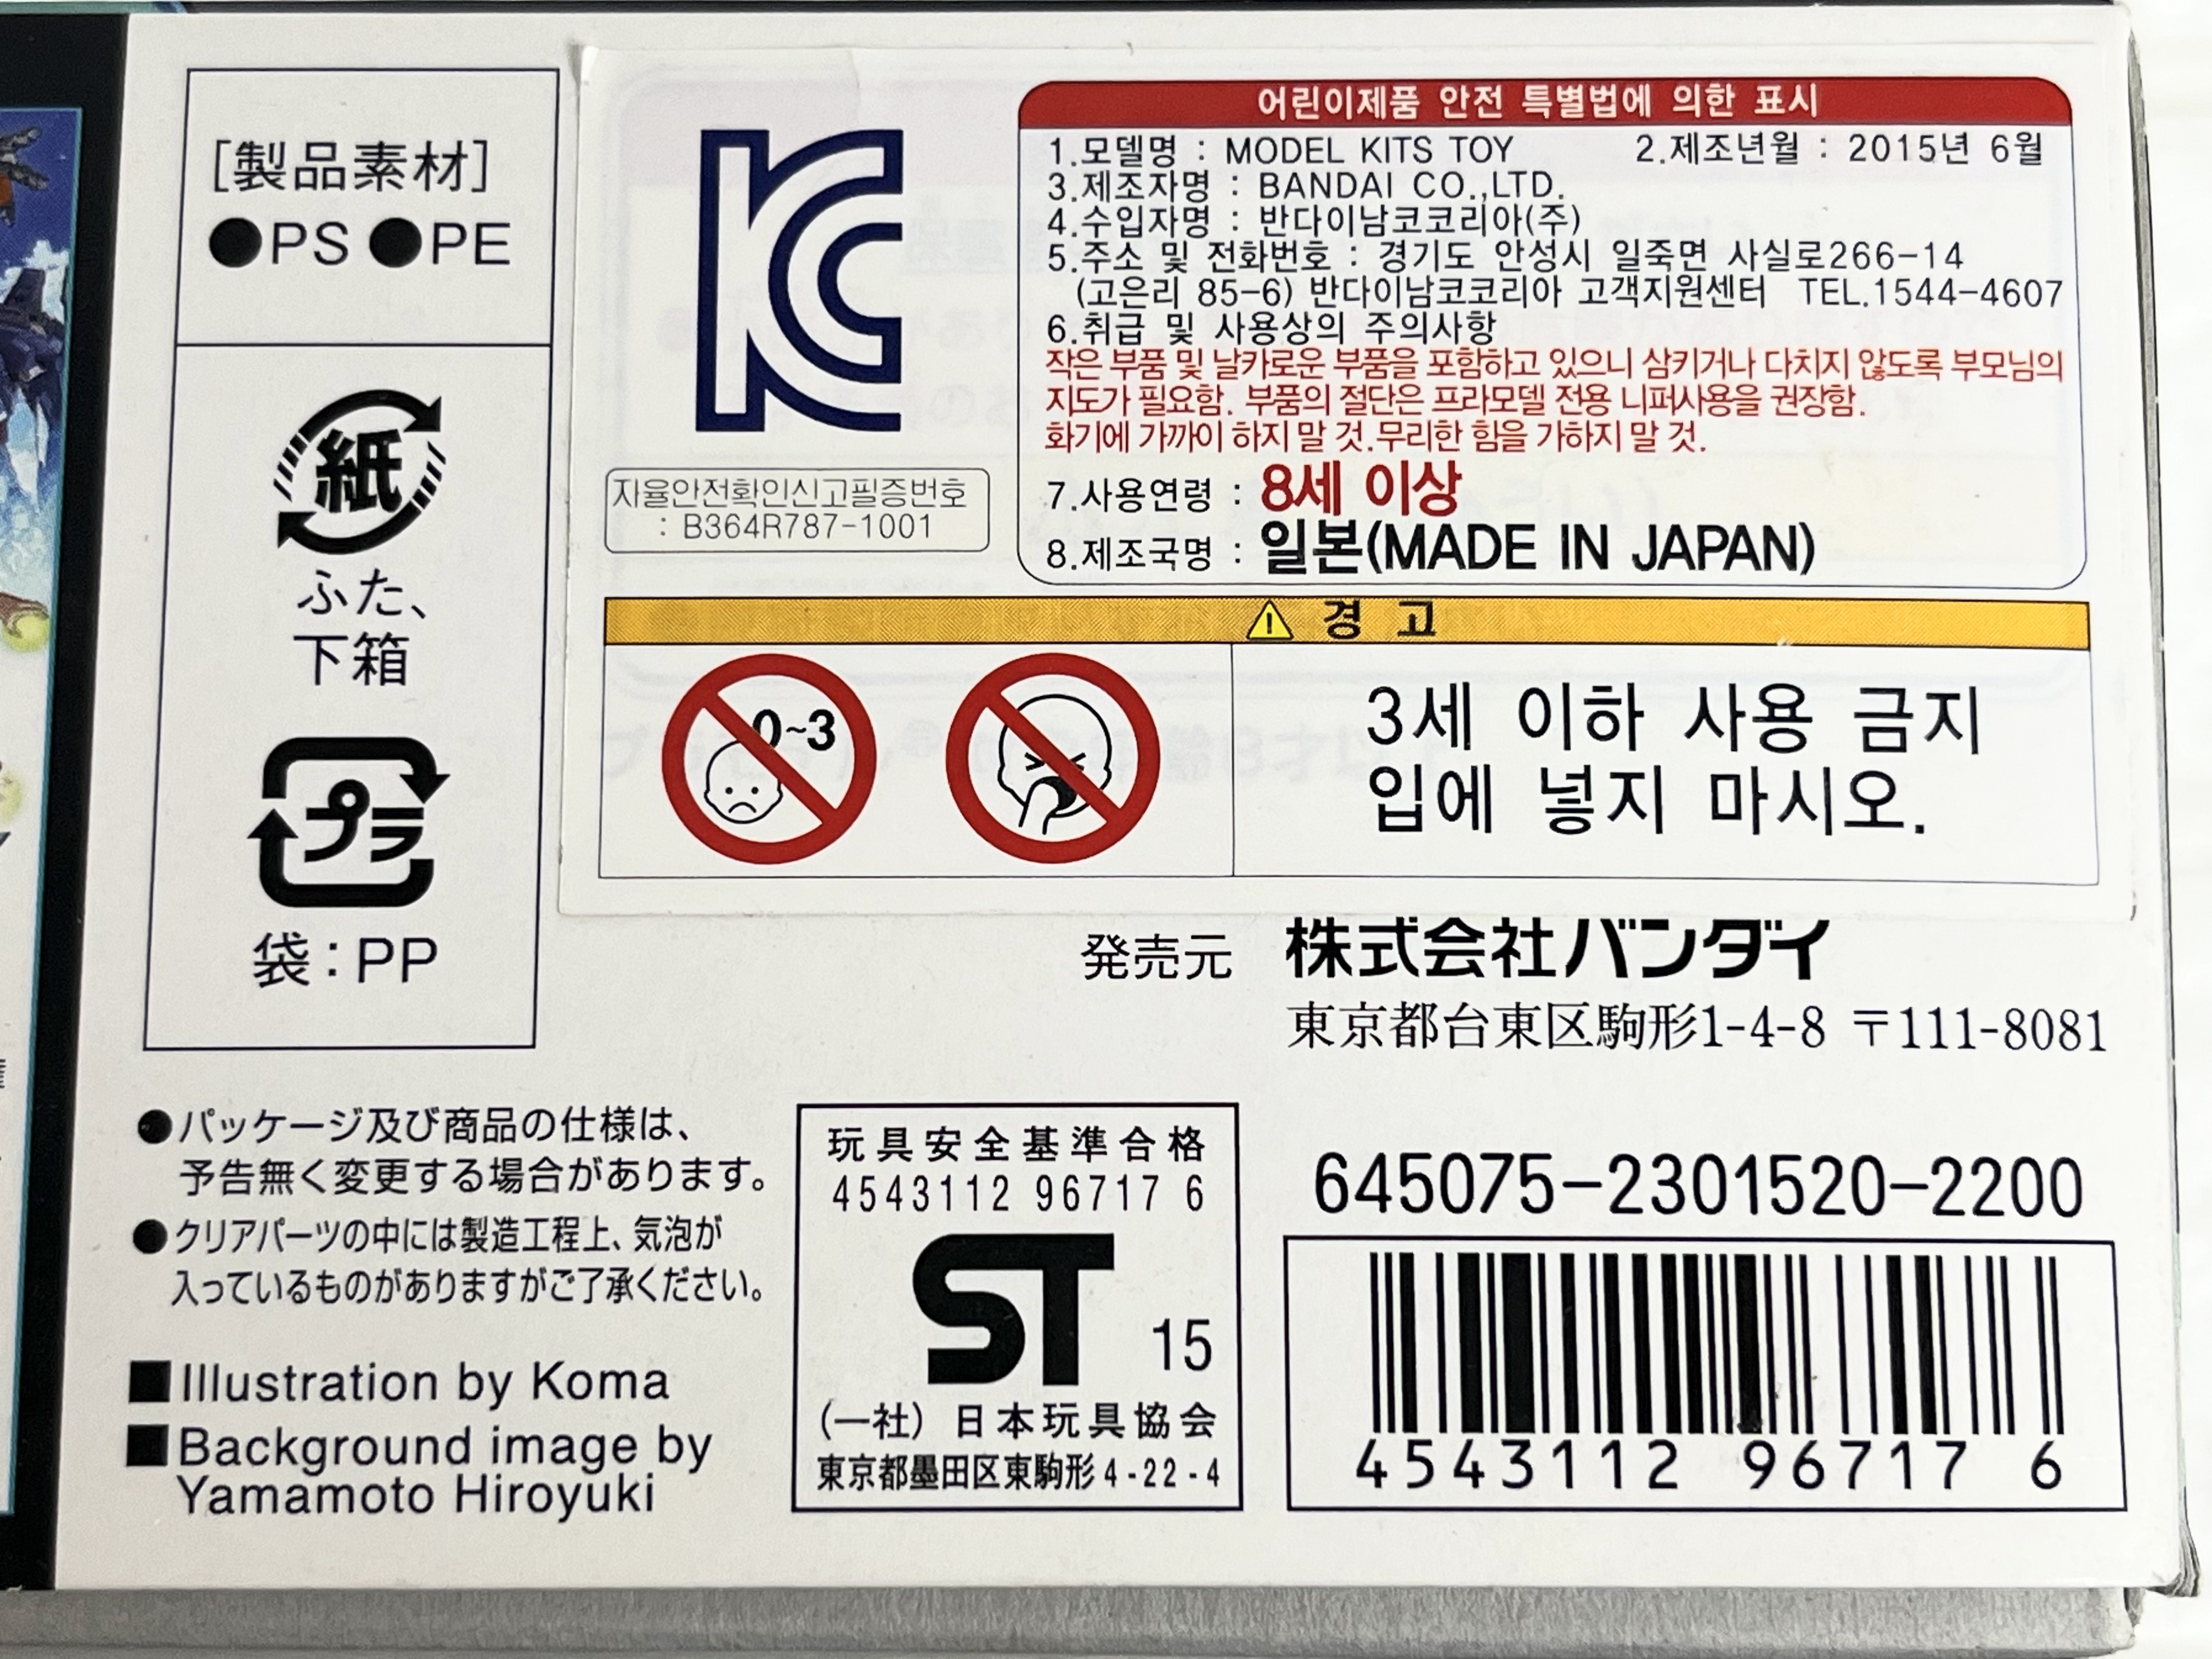 [製品素材]
●PS ●PE
紙
ふた、
下箱
プラ
袋：PP
KC
자율안전확인신고필증번호
: B364R787-1001
어린이제품 안전 특별법에 의한 표시
1.모델명 : MODEL KITS TOY 2.제조년월 : 2015년 6월
3.제조자명 : BANDAI CO.,LTD.
4.수입자명 : 반다이남코코리아(주)
5.주소 및 전화번호 : 경기도 안성시 일죽면 사실로266-14
(고은리 85-6) 반다이남코코리아 고객지원센터 TEL.1544-4607
6.취급 및 사용상의 주의사항
작은 부품 및 날카로운 부품을 포함하고 있으니 삼키거나 다치지 않도록 부모님의
지도가 필요함. 부품의 절단은 프라모델 전용 니퍼사용을 권장함.
화기에 가까이 하지 말 것.무리한 힘을 가하지 말 것.
7.사용연령 : 8세 이상
8.제조국명 : 일본(MADE IN JAPAN)
경 고
0~3
3세 이하 사용 금지
입에 넣지 마시오.
発売元 株式会社バンダイ
東京都台東区駒形1-4-8 〒111-8081
●パッケージ及び商品の仕様は、
予告無く変更する場合があります。
●クリアパーツの中には製造工程上、気泡が
入っているものがありますがご了承ください。
■Illustration by Koma
■Background image by
Yamamoto Hiroyuki
玩具安全基準合格
4543112 96717 6
ST 15
(一社) 日本玩具協会
東京都墨田区東駒形4-22-4
645075-2301520-2200
4543112 96717 6